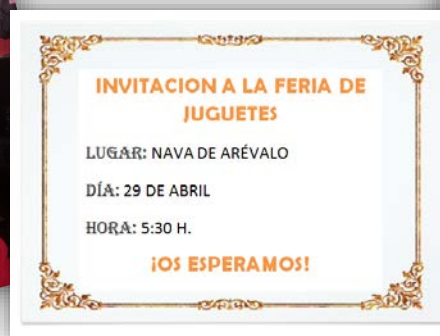 INVITACION A LA FERIA DE
JUGUETES
LUGAR: NAVA DE ARÉVALO
DÍA: 29 DE ABRIL
HORA: 5:30 H.
¡OS ESPERAMOS!